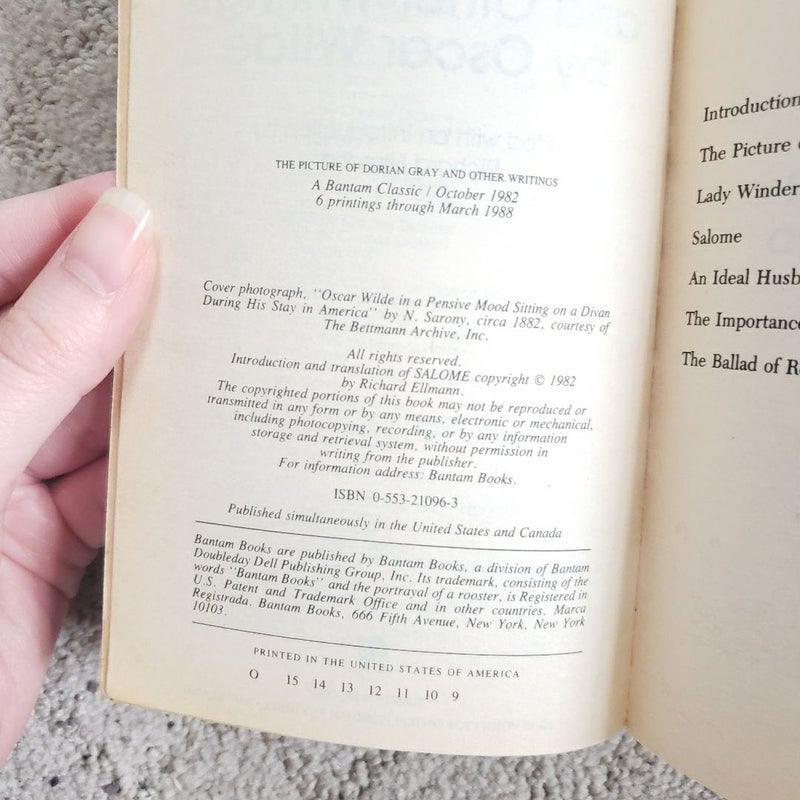 THE PICTURE OF DORIAN GRAY AND OTHER WRITINGS
A Bantam Classic / October 1982
6 printings through March 1988
Cover photograph, "Oscar Wilde in a Pensive Mood Sitting on a Divan
During His Stay in America" by N. Sarony, circa 1882, courtesy of
The Bettmann Archive, Inc.
All rights reserved.
Introduction and translation of SALOME copyright © 1982
by Richard Ellmann.
The copyrighted portions of this book may not be reproduced or
transmitted in any form or by any means, electronic or mechanical,
including photocopying, recording, or by any information
storage and retrieval system, without permission in
writing from the publisher.
For information address: Bantam Books.
ISBN 0-553-21096-3
Published simultaneously in the United States and Canada
Bantam Books are published by Bantam Books, a division of Bantam
Doubleday Dell Publishing Group, Inc. Its trademark, consisting of the
words "Bantam Books" and the portrayal of a rooster, is Registered in
U.S. Patent and Trademark Office and in other countries. Marca
Registrada. Bantam Books, 666 Fifth Avenue, New York, New York
10103.
PRINTED IN THE UNITED STATES OF AMERICA
O 15 14 13 12 11 10 9
Introduction
The Picture
Lady Winder
Salome
An Ideal Husb
The Importance
The Ballad of R